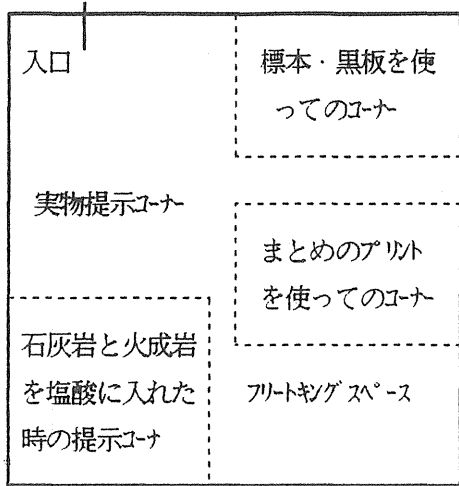 入口
標本・黒板を使
ってのコーナー
実物提示コーナー
まとめのプリント
を使ってのコーナー
石灰岩と火成岩
を塩酸に入れた
時の提示コーナ
フリートキングスペース